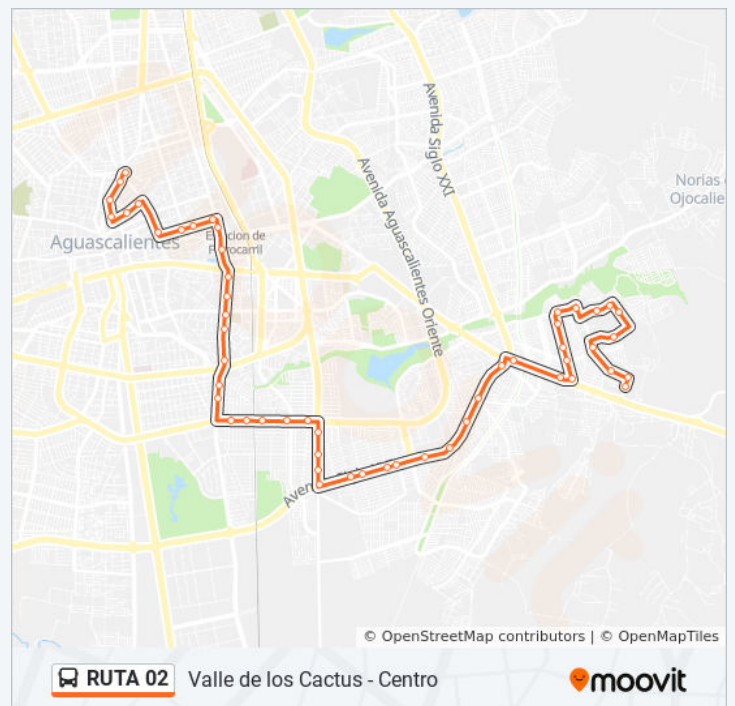 Avenida Siglo XXI
Avenida Aguascalientes Oriente
Norias
Ojocalie
Aguascalientes
Estacion de
Ferrocarril
Aven
© OpenStreetMap contributors | © OpenMapTiles
RUTA 02 Valle de los Cactus - Centro moovit